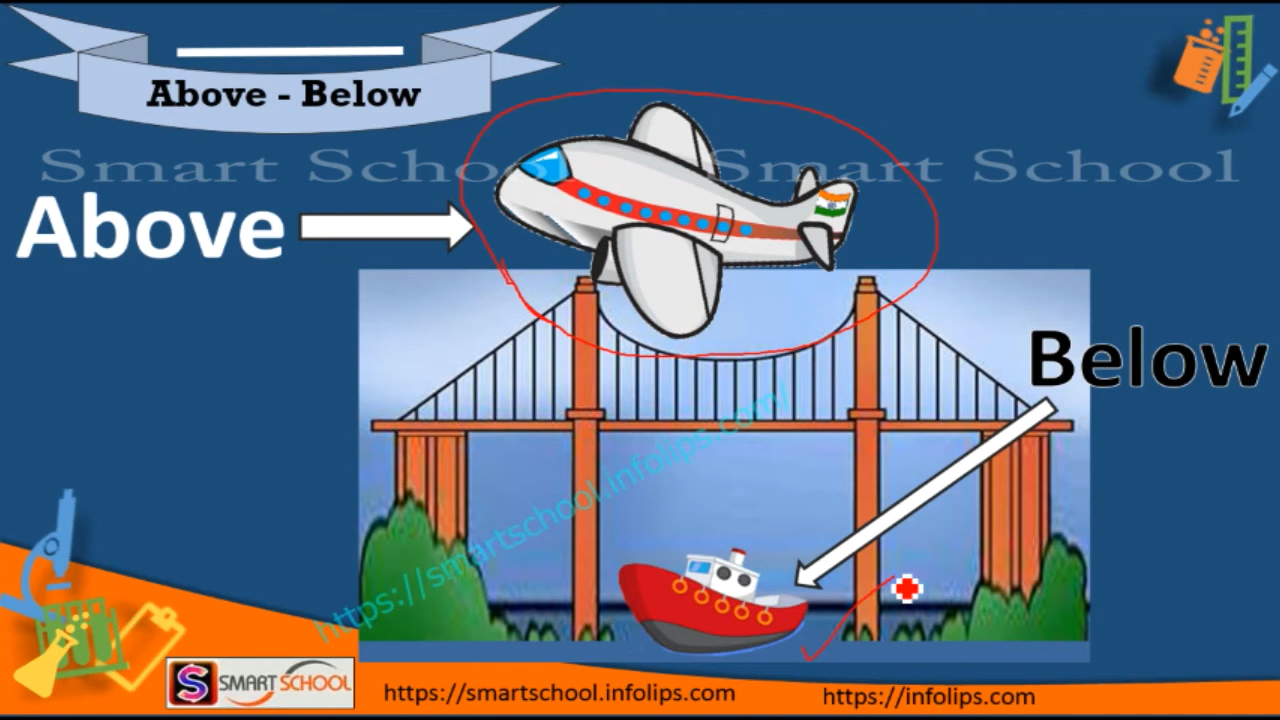 Above - Below
Smart School Smart School
Above
Below
https://smartschool.infolips.com/
S SMART SCHOOL
https://smartschool.infolips.com
https://infolips.com